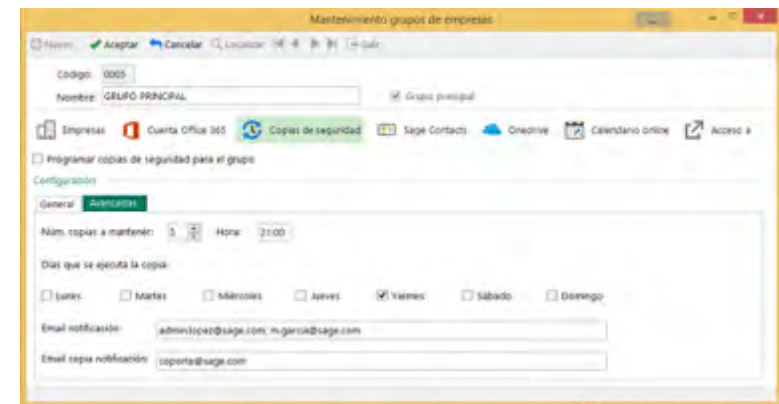 Mantenimiento grupos de empresas
Nuevo Aceptar Cancelar Localizar Salir
Código: 0005
Nombre: GRUPO PRINCIPAL Grupo principal
Empresas Cuenta Office 365 Copias de seguridad Sage Contacts Onedrive Calendario online Acceso a
Programar copias de seguridad para el grupo
Configuración
General Avanzadas
Núm. copias a mantener: 5 Hora: 21:00
Días que se ejecuta la copia:
Lunes Martes Miércoles Jueves Viernes Sábado Domingo
Email notificación: admin.lopez@sage.com; m.garcia@sage.com
Email copia notificación: soporte@sage.com